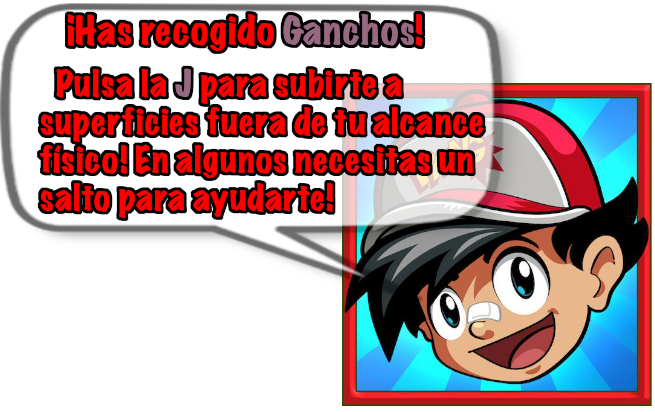 ¡Has recogido Ganchos!
Pulsa la J para subirte a
superficies fuera de tu alcance
físico! En algunos necesitas un
salto para ayudarte!